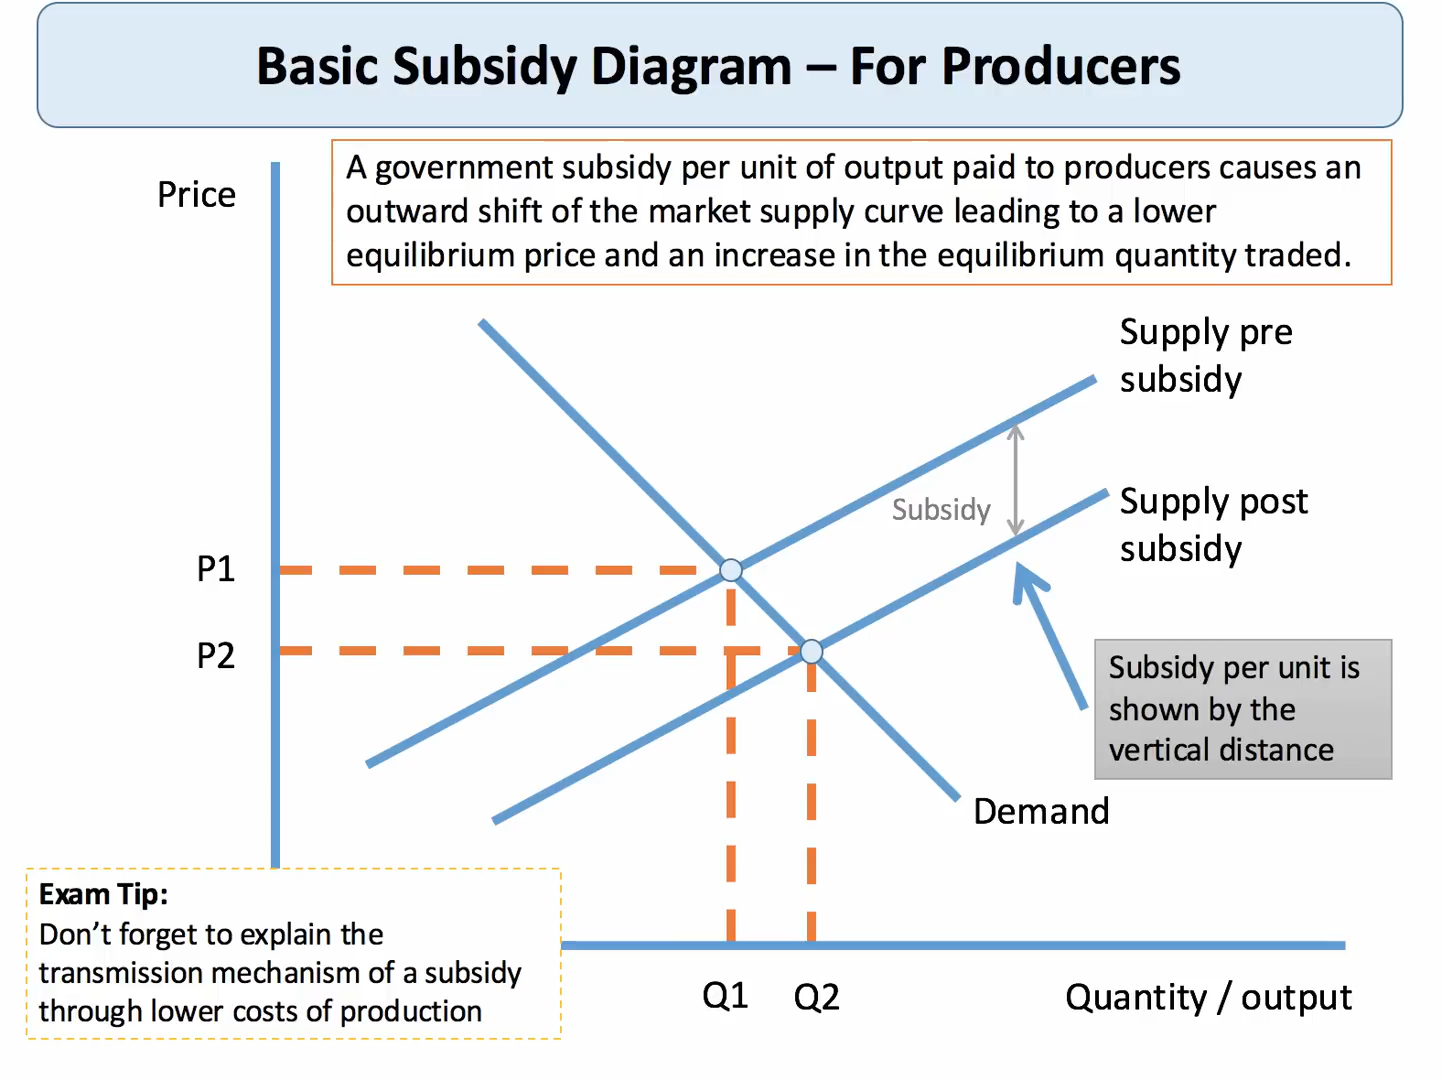 Basic Subsidy Diagram – For Producers
A government subsidy per unit of output paid to producers causes an
outward shift of the market supply curve leading to a lower
equilibrium price and an increase in the equilibrium quantity traded.
Price
Supply pre
subsidy
Subsidy
Supply post
subsidy
P1
P2
Subsidy per unit is
shown by the
vertical distance
Demand
Exam Tip:
Don’t forget to explain the
transmission mechanism of a subsidy
through lower costs of production
Q1
Q2
Quantity / output